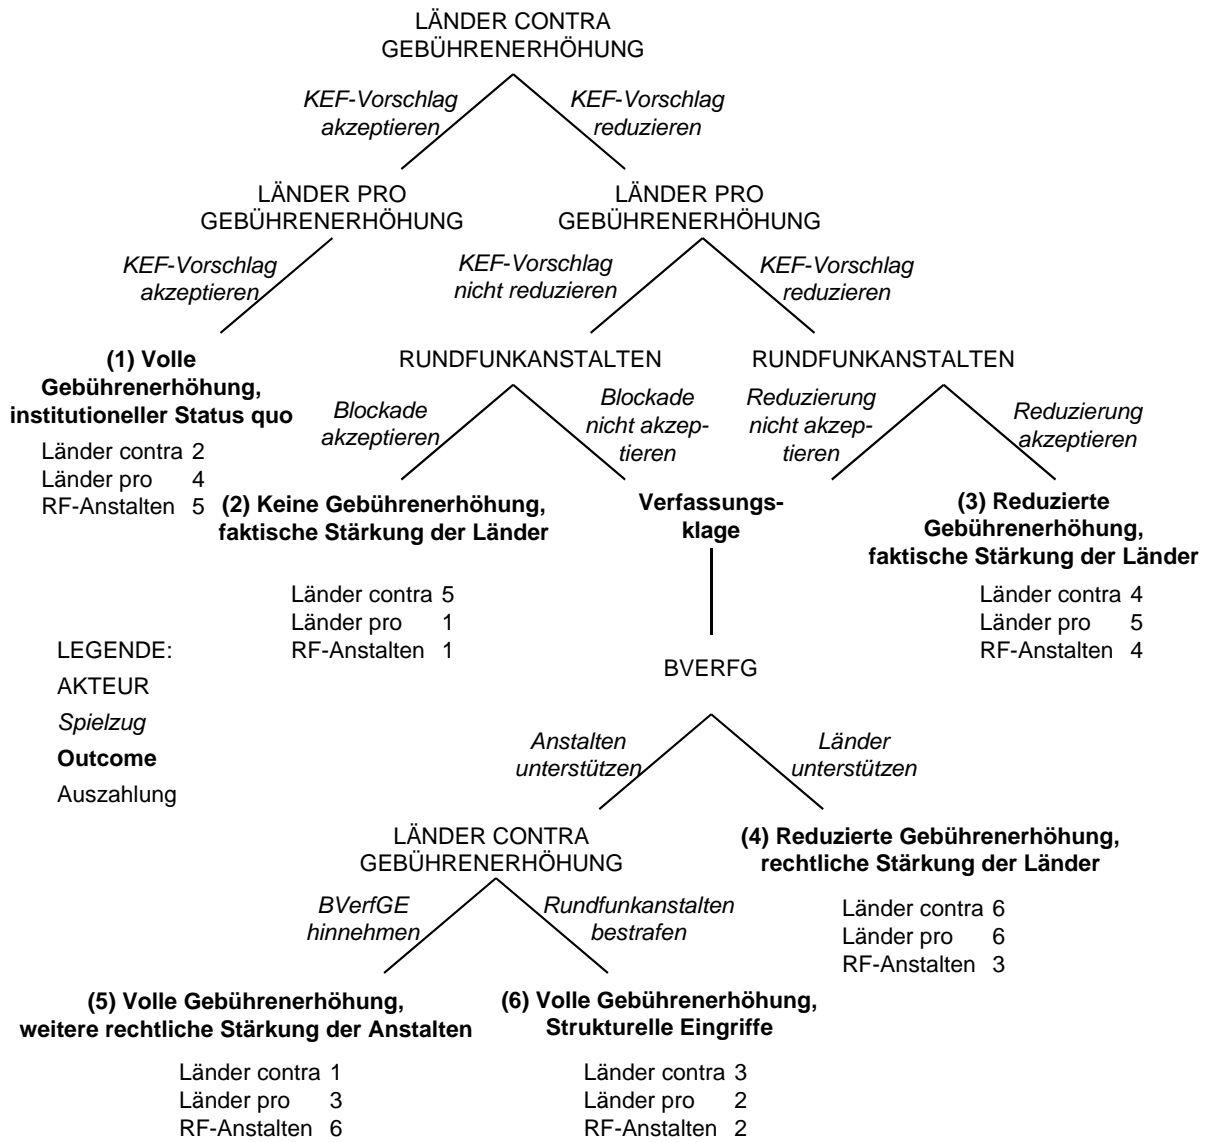 LÄNDER CONTRA
GEBÜHRENERHÖHUNG
KEF-Vorschlag
akzeptieren
KEF-Vorschlag
reduzieren
LÄNDER PRO
GEBÜHRENERHÖHUNG
LÄNDER PRO
GEBÜHRENERHÖHUNG
KEF-Vorschlag
akzeptieren
KEF-Vorschlag
nicht reduzieren
KEF-Vorschlag
reduzieren
(1) Volle
Gebührenerhöhung,
institutioneller Status quo
Länder contra 2
Länder pro 4
RF-Anstalten 5
RUNDFUNKANSTALTEN
RUNDFUNKANSTALTEN
Blockade
akzeptieren
Blockade
nicht akzep-
tieren
Reduzierung
nicht akzep-
tieren
Reduzierung
akzeptieren
(2) Keine Gebührenerhöhung,
faktische Stärkung der Länder
Länder contra 5
Länder pro 1
RF-Anstalten 1
Verfassungs-
klage
(3) Reduzierte
Gebührenerhöhung,
faktische Stärkung der Länder
Länder contra 4
Länder pro 5
RF-Anstalten 4
LEGENDE:
AKTEUR
Spielzug
Outcome
Auszahlung
BVERFG
Anstalten
unterstützen
Länder
unterstützen
LÄNDER CONTRA
GEBÜHRENERHÖHUNG
(4) Reduzierte Gebührenerhöhung,
rechtliche Stärkung der Länder
Länder contra 6
Länder pro 6
RF-Anstalten 3
BVerfGE
hinnehmen
Rundfunkanstalten
bestrafen
(5) Volle Gebührenerhöhung,
weitere rechtliche Stärkung der Anstalten
Länder contra 1
Länder pro 3
RF-Anstalten 6
(6) Volle Gebührenerhöhung,
Strukturelle Eingriffe
Länder contra 3
Länder pro 2
RF-Anstalten 2